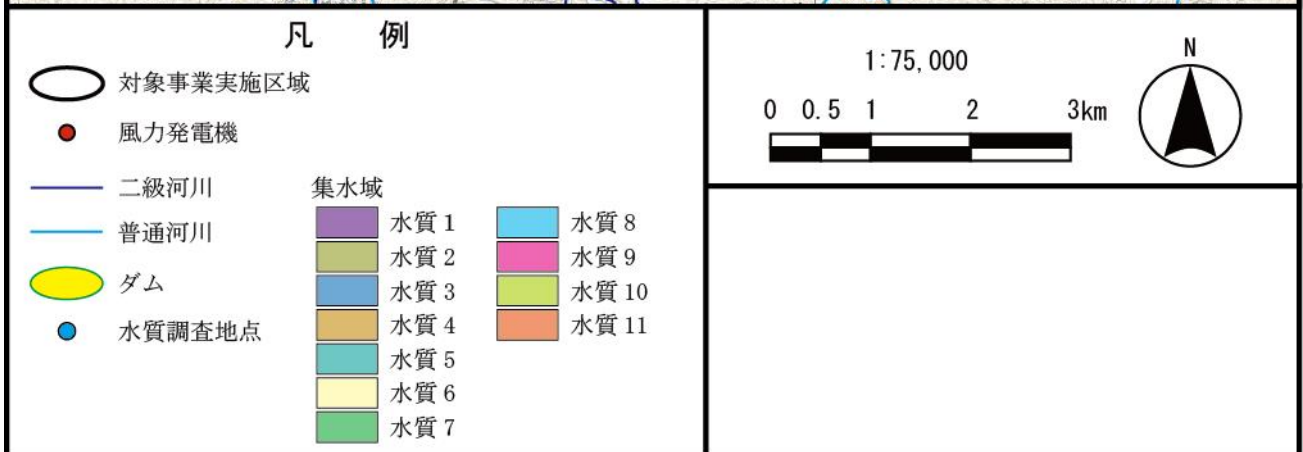 凡 例
対象事業実施区域
風力発電機
二級河川
普通河川
ダム
水質調査地点
集水域
水質 1
水質 2
水質 3
水質 4
水質 5
水質 6
水質 7
水質 8
水質 9
水質 10
水質 11
1:75,000
0 0.5 1 2 3km
N